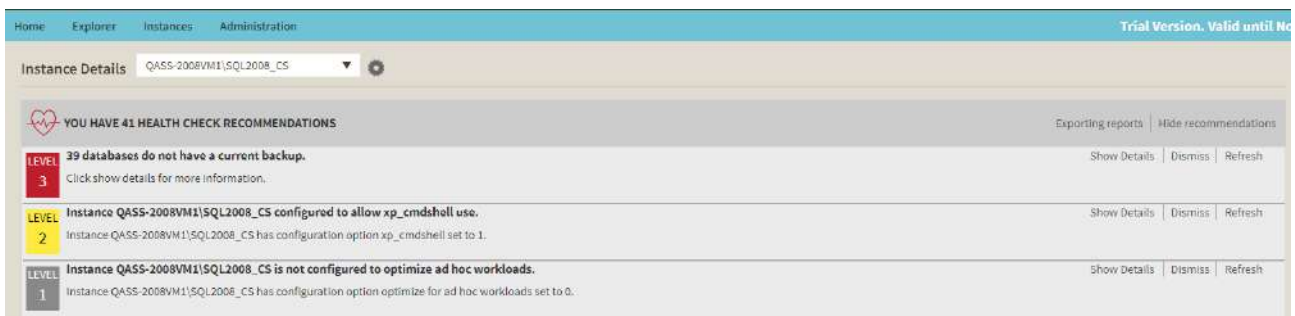 Home Explorer Instances Administration Trial Version. Valid until No
Instance Details QASS-2008VM1\SQL2008_CS
YOU HAVE 41 HEALTH CHECK RECOMMENDATIONS Exporting reports Hide recommendations
LEVEL 3 39 databases do not have a current backup. Show Details Dismiss Refresh
Click show details for more information.
LEVEL 2 Instance QASS-2008VM1\SQL2008_CS configured to allow xp_cmdshell use. Show Details Dismiss Refresh
Instance QASS-2008VM1\SQL2008_CS has configuration option xp_cmdshell set to 1.
LEVEL 1 Instance QASS-2008VM1\SQL2008_CS is not configured to optimize ad hoc workloads. Show Details Dismiss Refresh
Instance QASS-2008VM1\SQL2008_CS has configuration option optimize for ad hoc workloads set to 0.